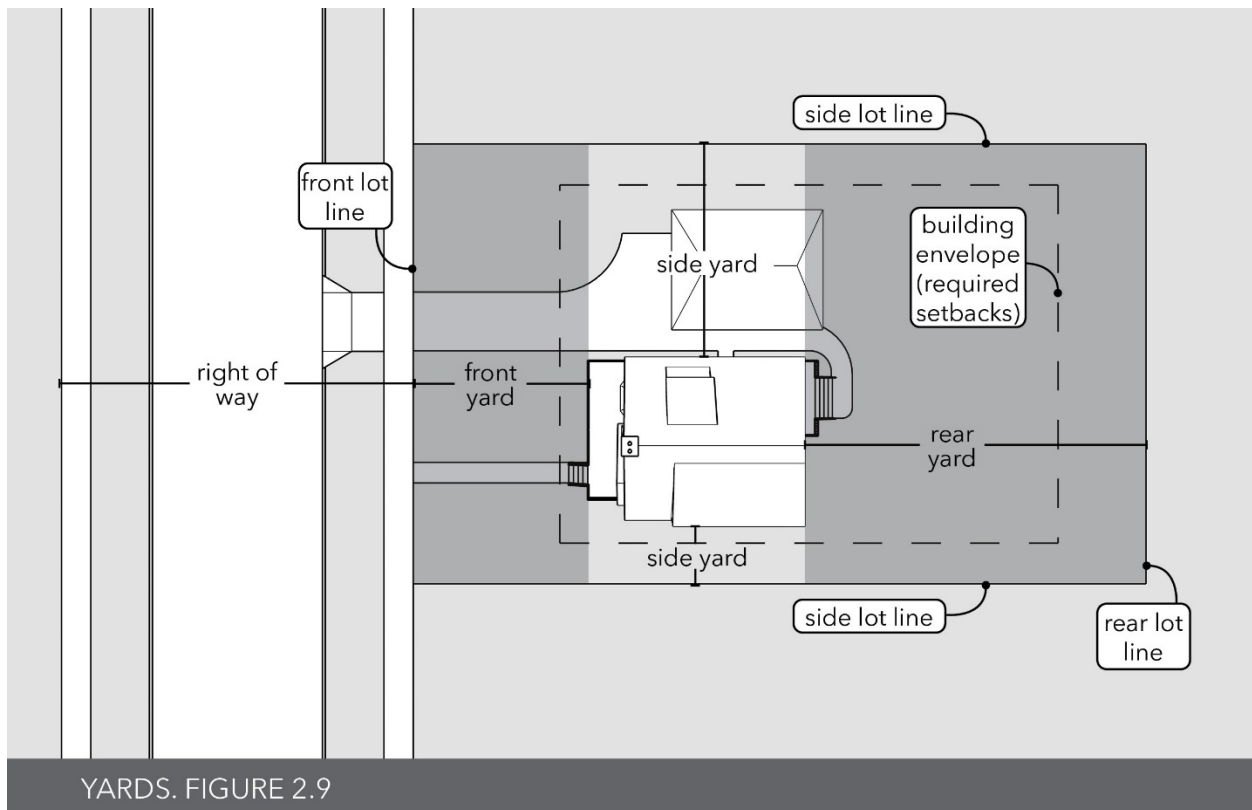 side lot line
front lot
line
building
envelope
(required
setbacks)
side yard
right of
way
front
yard
rear
yard
side yard
side lot line
rear lot
line
YARDS. FIGURE 2.9